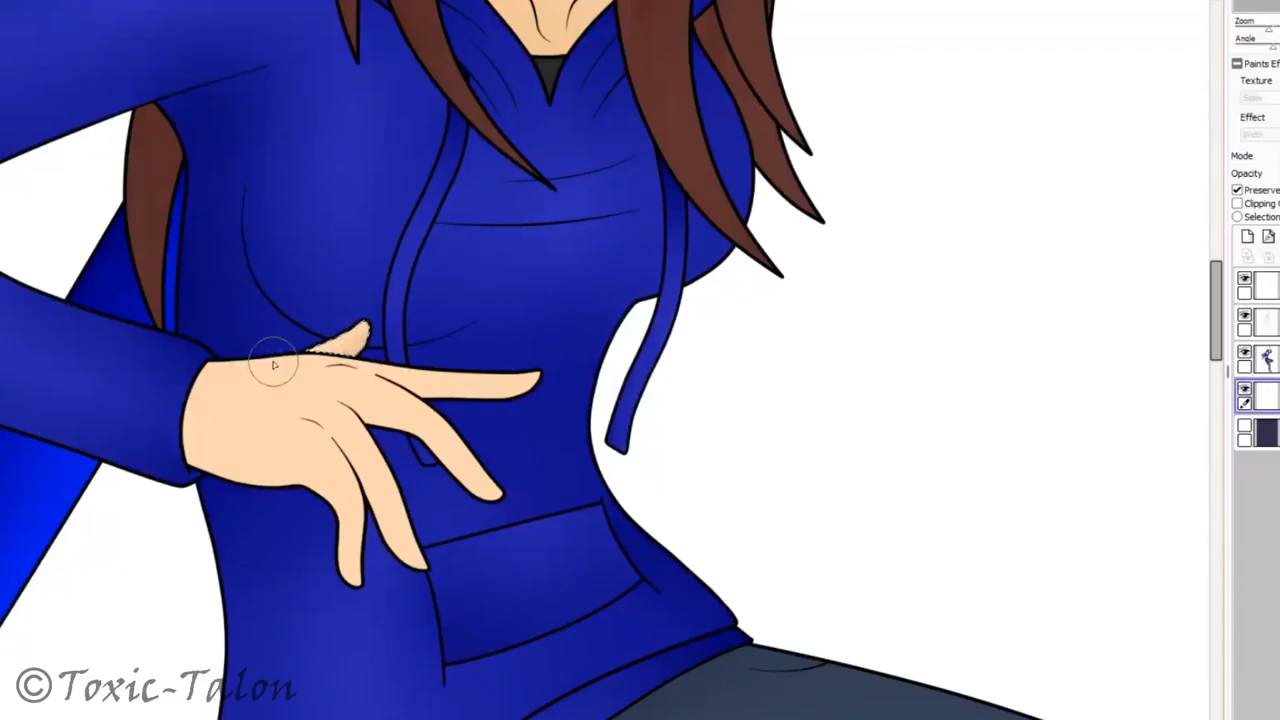 Zoom
Angle
Paints Ef
Texture
Effect
Mode
Opacity
Preserve
Clipping
Selection
©Toxic-Talon